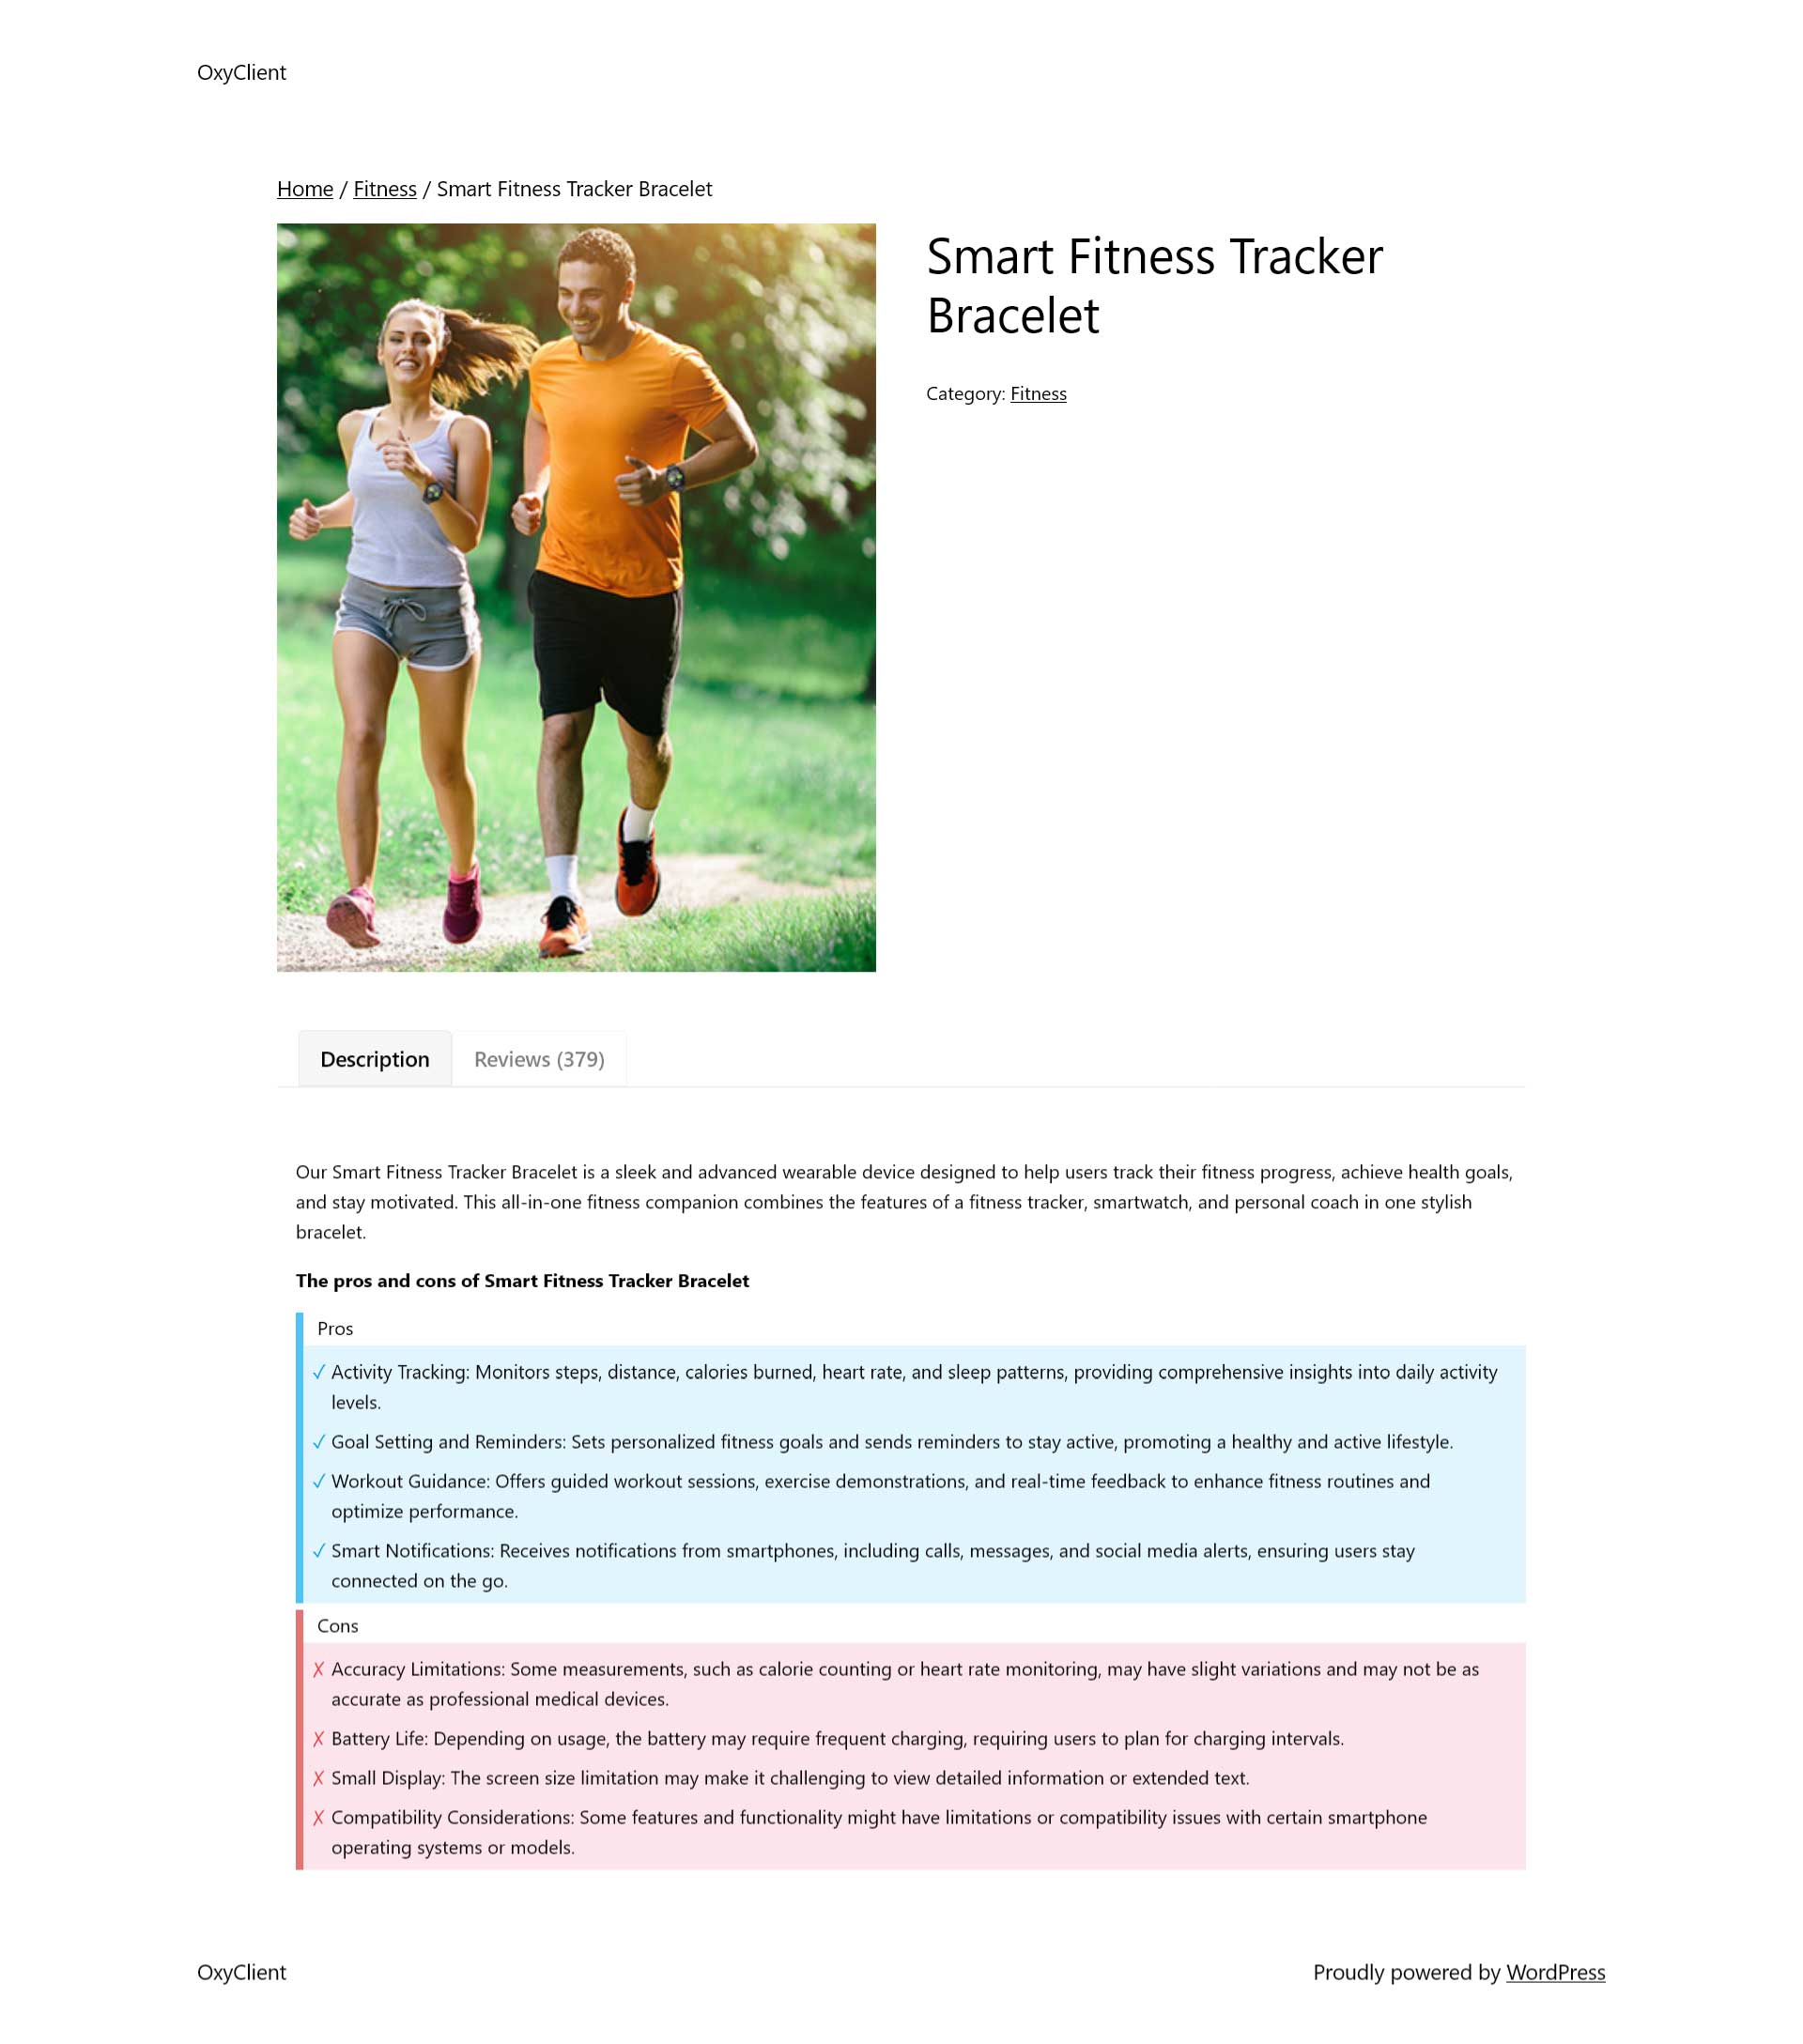 OxyClient
Home / Fitness / Smart Fitness Tracker Bracelet
Smart Fitness Tracker
Bracelet
Category: Fitness
Description
Reviews (379)
Our Smart Fitness Tracker Bracelet is a sleek and advanced wearable device designed to help users track their fitness progress, achieve health goals,
and stay motivated. This all-in-one fitness companion combines the features of a fitness tracker, smartwatch, and personal coach in one stylish
bracelet.
The pros and cons of Smart Fitness Tracker Bracelet
Pros
✓ Activity Tracking: Monitors steps, distance, calories burned, heart rate, and sleep patterns, providing comprehensive insights into daily activity
levels.
✓ Goal Setting and Reminders: Sets personalized fitness goals and sends reminders to stay active, promoting a healthy and active lifestyle.
✓ Workout Guidance: Offers guided workout sessions, exercise demonstrations, and real-time feedback to enhance fitness routines and
optimize performance.
✓ Smart Notifications: Receives notifications from smartphones, including calls, messages, and social media alerts, ensuring users stay
connected on the go.
Cons
✗ Accuracy Limitations: Some measurements, such as calorie counting or heart rate monitoring, may have slight variations and may not be as
accurate as professional medical devices.
✗ Battery Life: Depending on usage, the battery may require frequent charging, requiring users to plan for charging intervals.
✗ Small Display: The screen size limitation may make it challenging to view detailed information or extended text.
✗ Compatibility Considerations: Some features and functionality might have limitations or compatibility issues with certain smartphone
operating systems or models.
OxyClient
Proudly powered by WordPress